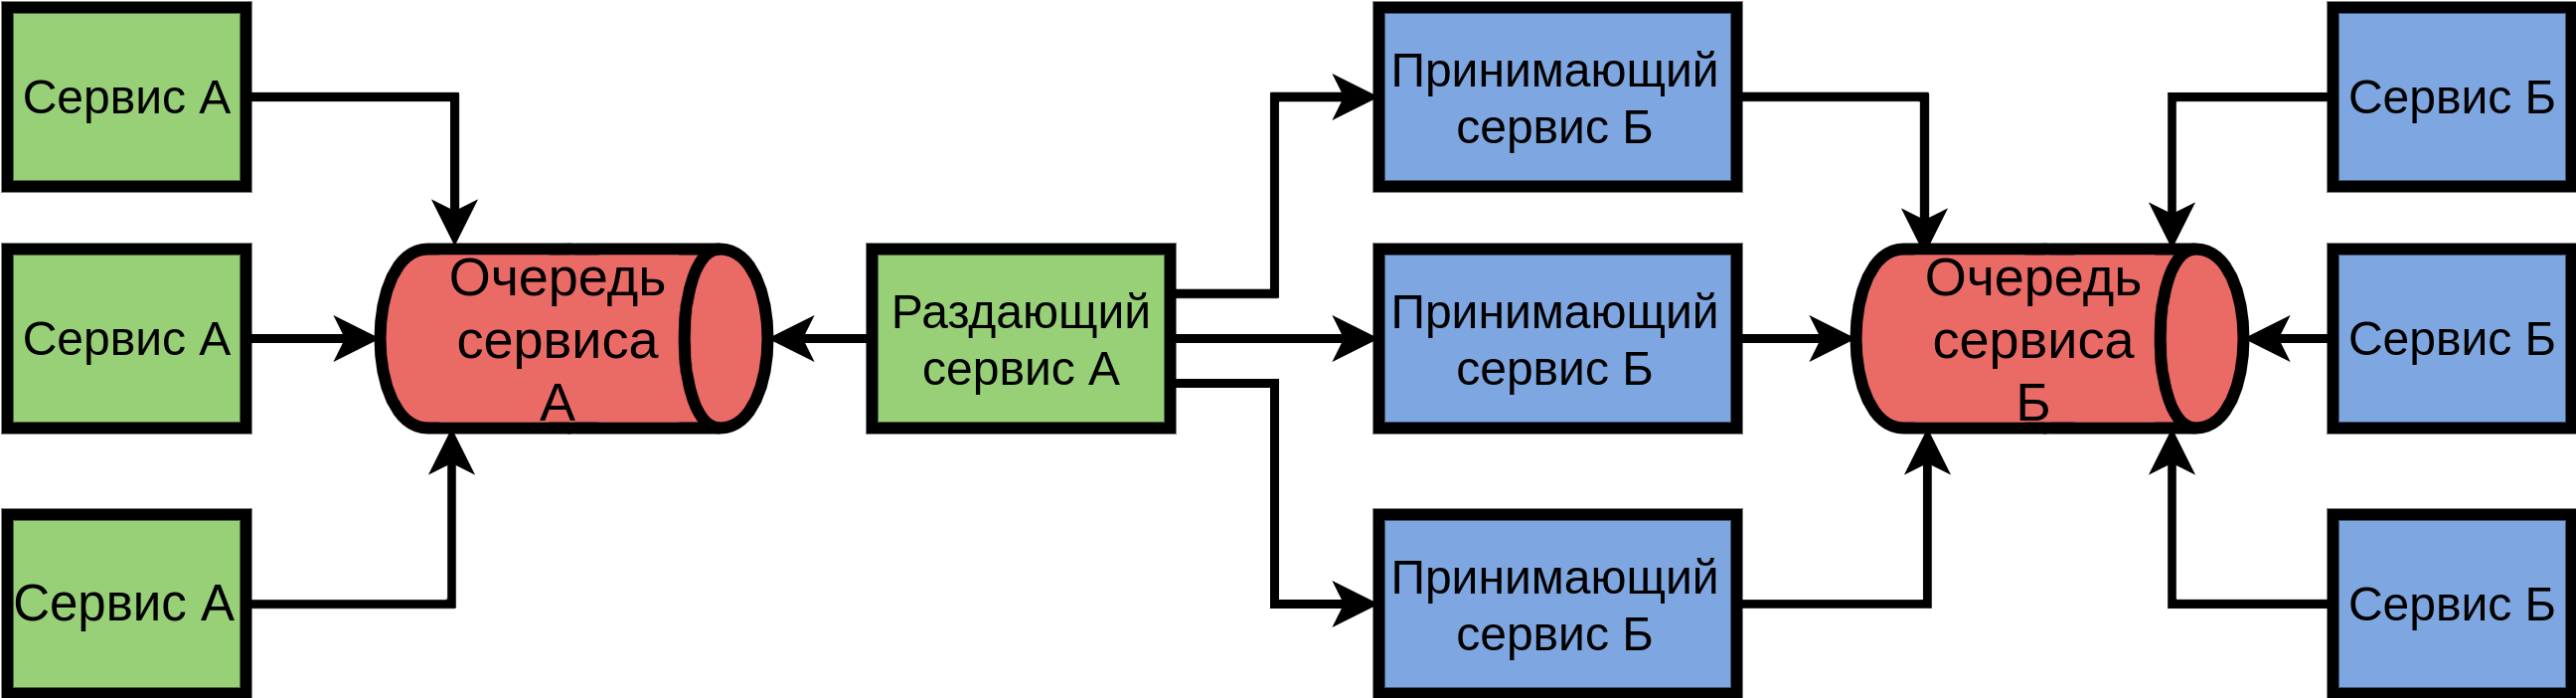 Сервис А
Сервис А
Сервис А
Очередь
сервиса
А
Раздающий
сервис А
Принимающий
сервис Б
Принимающий
сервис Б
Принимающий
сервис Б
Очередь
сервиса
Б
Сервис Б
Сервис Б
Сервис Б